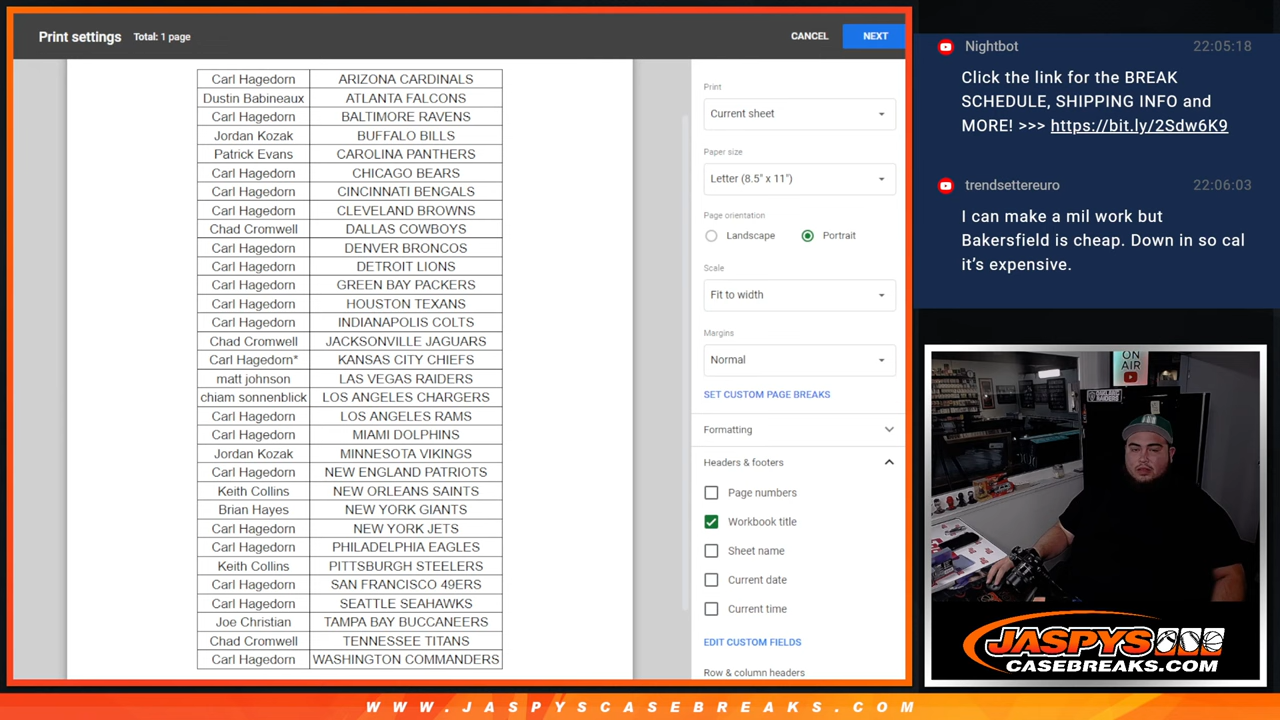 Print settings
Total: 1 page
CANCEL
NEXT
Carl Hagedorn ARIZONA CARDINALS
Dustin Babineaux ATLANTA FALCONS
Carl Hagedorn BALTIMORE RAVENS
Jordan Kozak BUFFALO BILLS
Patrick Evans CAROLINA PANTHERS
Carl Hagedorn CHICAGO BEARS
Carl Hagedorn CINCINNATI BENGALS
Carl Hagedorn CLEVELAND BROWNS
Chad Cromwell DALLAS COWBOYS
Carl Hagedorn DENVER BRONCOS
Carl Hagedorn DETROIT LIONS
Carl Hagedorn GREEN BAY PACKERS
Carl Hagedorn HOUSTON TEXANS
Carl Hagedorn INDIANAPOLIS COLTS
Chad Cromwell JACKSONVILLE JAGUARS
Carl Hagedorn* KANSAS CITY CHIEFS
matt johnson LAS VEGAS RAIDERS
chiam sonnenblick LOS ANGELES CHARGERS
Carl Hagedorn LOS ANGELES RAMS
Carl Hagedorn MIAMI DOLPHINS
Jordan Kozak MINNESOTA VIKINGS
Carl Hagedorn NEW ENGLAND PATRIOTS
Keith Collins NEW ORLEANS SAINTS
Brian Hayes NEW YORK GIANTS
Carl Hagedorn NEW YORK JETS
Carl Hagedorn PHILADELPHIA EAGLES
Keith Collins PITTSBURGH STEELERS
Carl Hagedorn SAN FRANCISCO 49ERS
Carl Hagedorn SEATTLE SEAHAWKS
Joe Christian TAMPA BAY BUCCANEERS
Chad Cromwell TENNESSEE TITANS
Carl Hagedorn WASHINGTON COMMANDERS
Print
Current sheet
Paper size
Letter (8.5" x 11")
Page orientation
Landscape
Portrait
Scale
Fit to width
Margins
Normal
SET CUSTOM PAGE BREAKS
Formatting
Headers & footers
Page numbers
Workbook title
Sheet name
Current date
Current time
EDIT CUSTOM FIELDS
Row & column headers
Nightbot 22:05:18
Click the link for the BREAK
SCHEDULE, SHIPPING INFO and
MORE! >>> https://bit.ly/2Sdw6K9
trendsettereuro 22:06:03
I can make a mil work but
Bakersfield is cheap. Down in so cal
it's expensive.
ON
AIR
JASPYS
CASEBREAKS.COM
WWW.JASPYSCASEBREAKS.COM